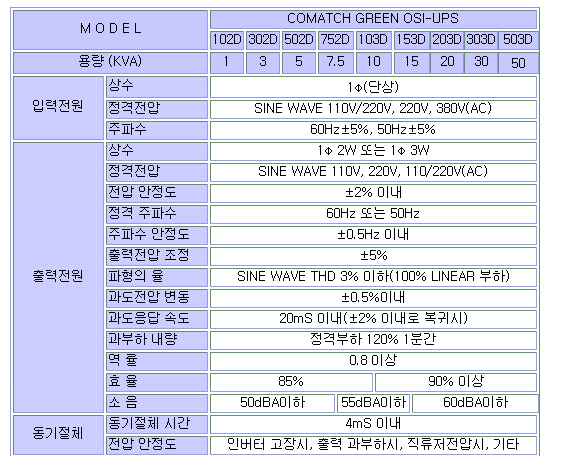 MODEL
COMATCH GREEN OSI-UPS
102D 302D 502D 752D 103D 153D 203D 303D 503D
용량 (KVA) 1 3 5 7.5 10 15 20 30 50
입력전원
상수 1Φ(단상)
정격전압 SINE WAVE 110V/220V, 220V, 380V(AC)
주파수 60Hz±5%, 50Hz±5%
출력전원
상수 1Φ 2W 또는 1Φ 3W
정격전압 SINE WAVE 110V, 220V, 110/220V(AC)
전압 안정도 ±2% 이내
정격 주파수 60Hz 또는 50Hz
주파수 안정도 ±0.5Hz 이내
출력전압 조정 ±5%
파형의 율 SINE WAVE THD 3% 이하(100% LINEAR 부하)
과도전압 변동 ±0.5%이내
과도응답 속도 20mS 이내(±2% 이내로 복귀시)
과부하 내량 정격부하 120% 1분간
역 율 0.8 이상
효 율 85% 90% 이상
소 음 50dBA이하 55dBA이하 60dBA이하
동기절체
동기절체 시간 4mS 이내
전압 안정도 인버터 고장시, 출력 과부하시, 직류저전압시, 기타